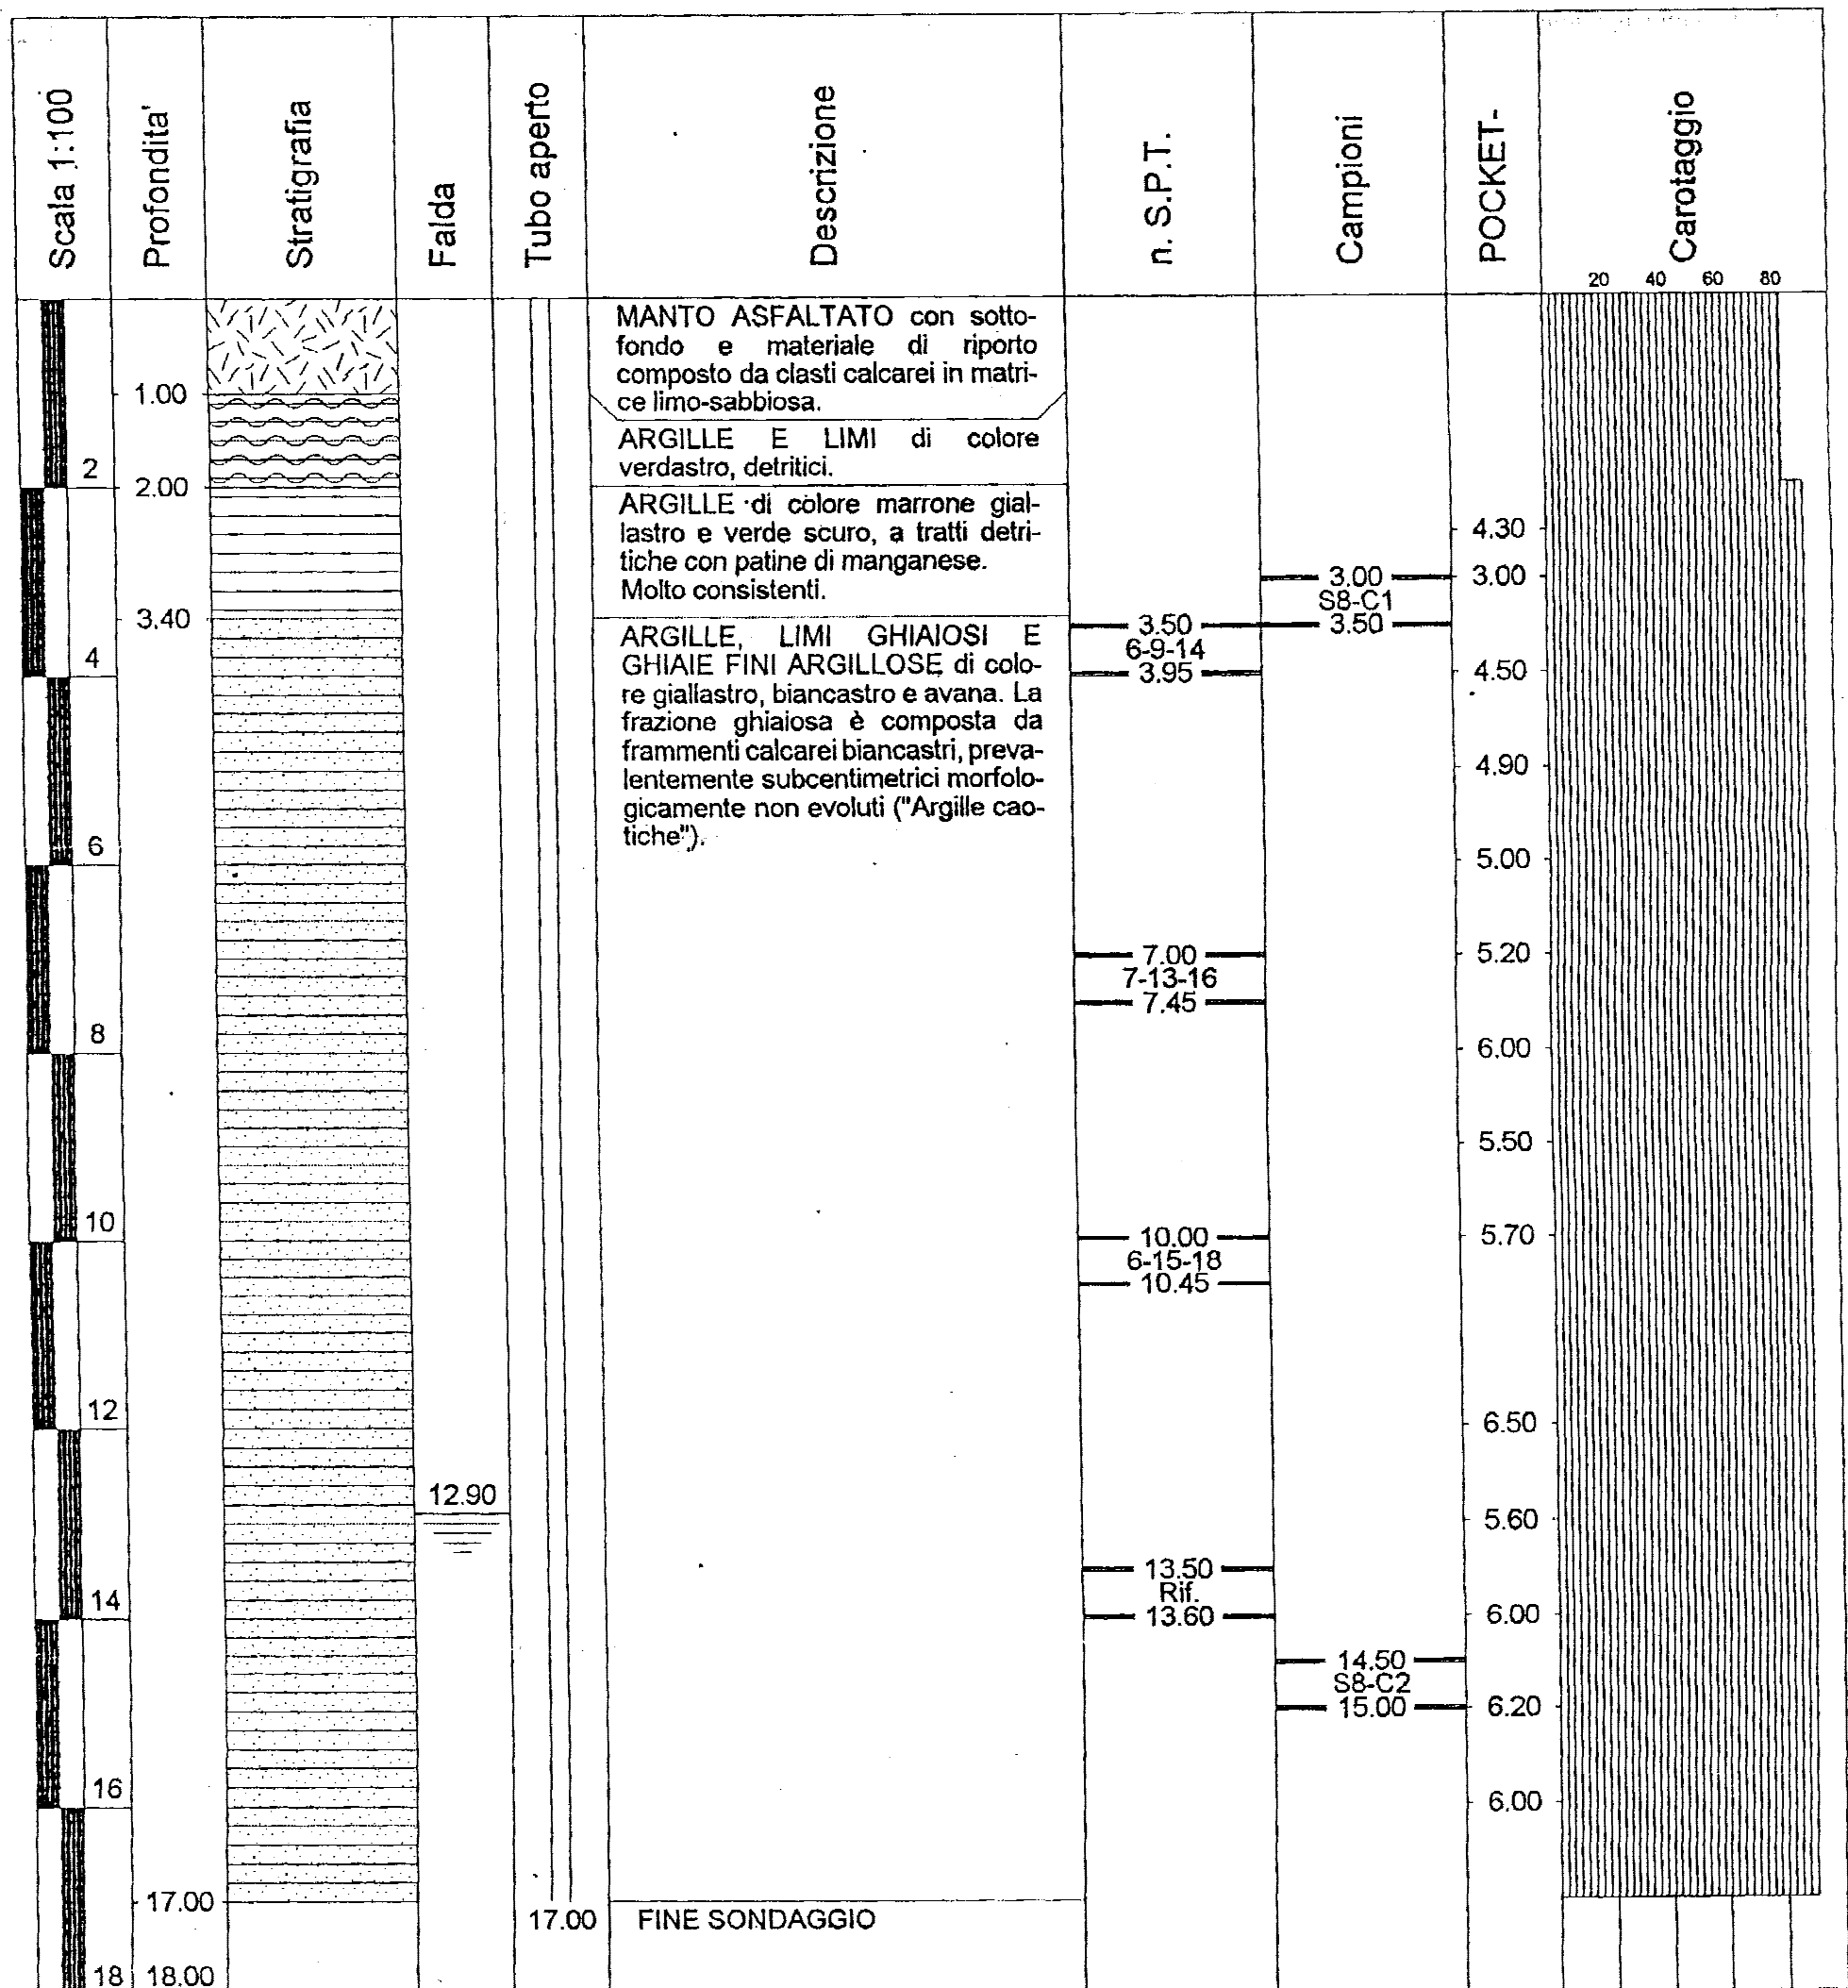 Scala 1:100
Profondita'
Stratigrafia
Falda
Tubo aperto
Descrizione
n. S.P.T.
Campioni
POCKET-
Carotaggio
20 40 60 80
MANTO ASFALTATO con sotto-
fondo e materiale di riporto
composto da clasti calcarei in matri-
ce limo-sabbiosa.
1.00
ARGILLE E LIMI di colore
verdastro, detritici.
2
2.00
ARGILLE di colore marrone gial-
lastro e verde scuro, a tratti detri-
tiche con patine di manganese.
Molto consistenti.
4.30
3.00 3.00
S8-C1
3.40
3.50 3.50
6-9-14
3.95 4.50
ARGILLE, LIMI GHIAIOSI E
GHIAIE FINI ARGILLOSE di colo-
re giallastro, biancastro e avana. La
frazione ghiaiosa è composta da
frammenti calcarei biancastri, preva-
lentemente subcentimetrici morfolo-
gicamente non evoluti ("Argille cao-
tiche").
4
4.90
6
5.00
7.00 5.20
7-13-16
7.45
8
6.00
5.50
10
10.00 5.70
6-15-18
10.45
12
6.50
12.90
5.60
13.50
Rif.
13.60 6.00
14
14.50
S8-C2
15.00 6.20
16
6.00
17.00
17.00 FINE SONDAGGIO
18 18.00